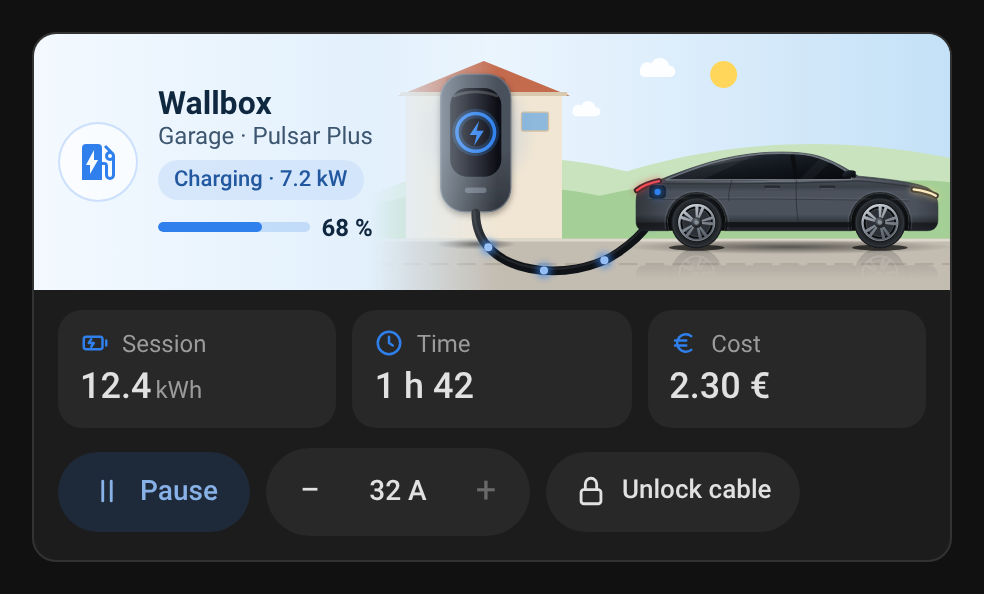 Wallbox
Garage · Pulsar Plus
Charging · 7.2 kW
68 %
Session
12.4 kWh
Time
1 h 42
€ Cost
2.30 €
Pause
− 32 A +
Unlock cable